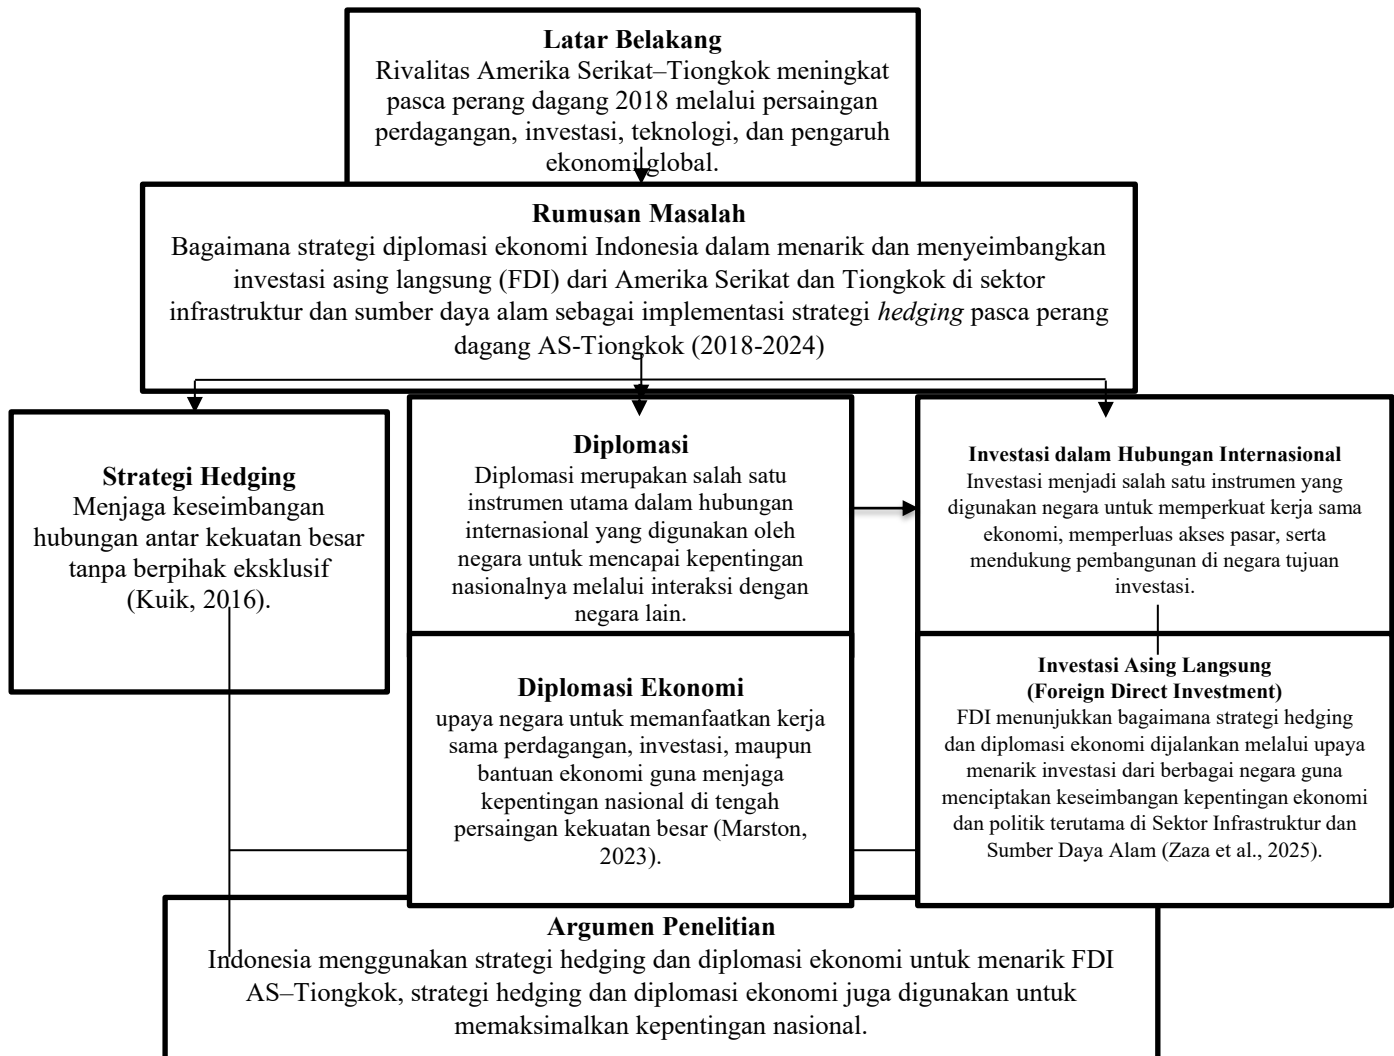 Latar Belakang
Rivalitas Amerika Serikat–Tiongkok meningkat
pasca perang dagang 2018 melalui persaingan
perdagangan, investasi, teknologi, dan pengaruh
ekonomi global.
Rumusan Masalah
Bagaimana strategi diplomasi ekonomi Indonesia dalam menarik dan menyeimbangkan
investasi asing langsung (FDI) dari Amerika Serikat dan Tiongkok di sektor
infrastruktur dan sumber daya alam sebagai implementasi strategi hedging pasca perang
dagang AS-Tiongkok (2018-2024)
Strategi Hedging
Menjaga keseimbangan
hubungan antar kekuatan besar
tanpa berpihak eksklusif
(Kuik, 2016).
Diplomasi
Diplomasi merupakan salah satu
instrumen utama dalam hubungan
internasional yang digunakan oleh
negara untuk mencapai kepentingan
nasionalnya melalui interaksi dengan
negara lain.
Investasi dalam Hubungan Internasional
Investasi menjadi salah satu instrumen yang
digunakan negara untuk memperkuat kerja sama
ekonomi, memperluas akses pasar, serta
mendukung pembangunan di negara tujuan
investasi.
Diplomasi Ekonomi
upaya negara untuk memanfaatkan kerja
sama perdagangan, investasi, maupun
bantuan ekonomi guna menjaga
kepentingan nasional di tengah
persaingan kekuatan besar (Marston,
2023).
Investasi Asing Langsung
(Foreign Direct Investment)
FDI menunjukkan bagaimana strategi hedging
dan diplomasi ekonomi dijalankan melalui upaya
menarik investasi dari berbagai negara guna
menciptakan keseimbangan kepentingan ekonomi
dan politik terutama di Sektor Infrastruktur dan
Sumber Daya Alam (Zaza et al., 2025).
Argumen Penelitian
Indonesia menggunakan strategi hedging dan diplomasi ekonomi untuk menarik FDI
AS–Tiongkok, strategi hedging dan diplomasi ekonomi juga digunakan untuk
memaksimalkan kepentingan nasional.